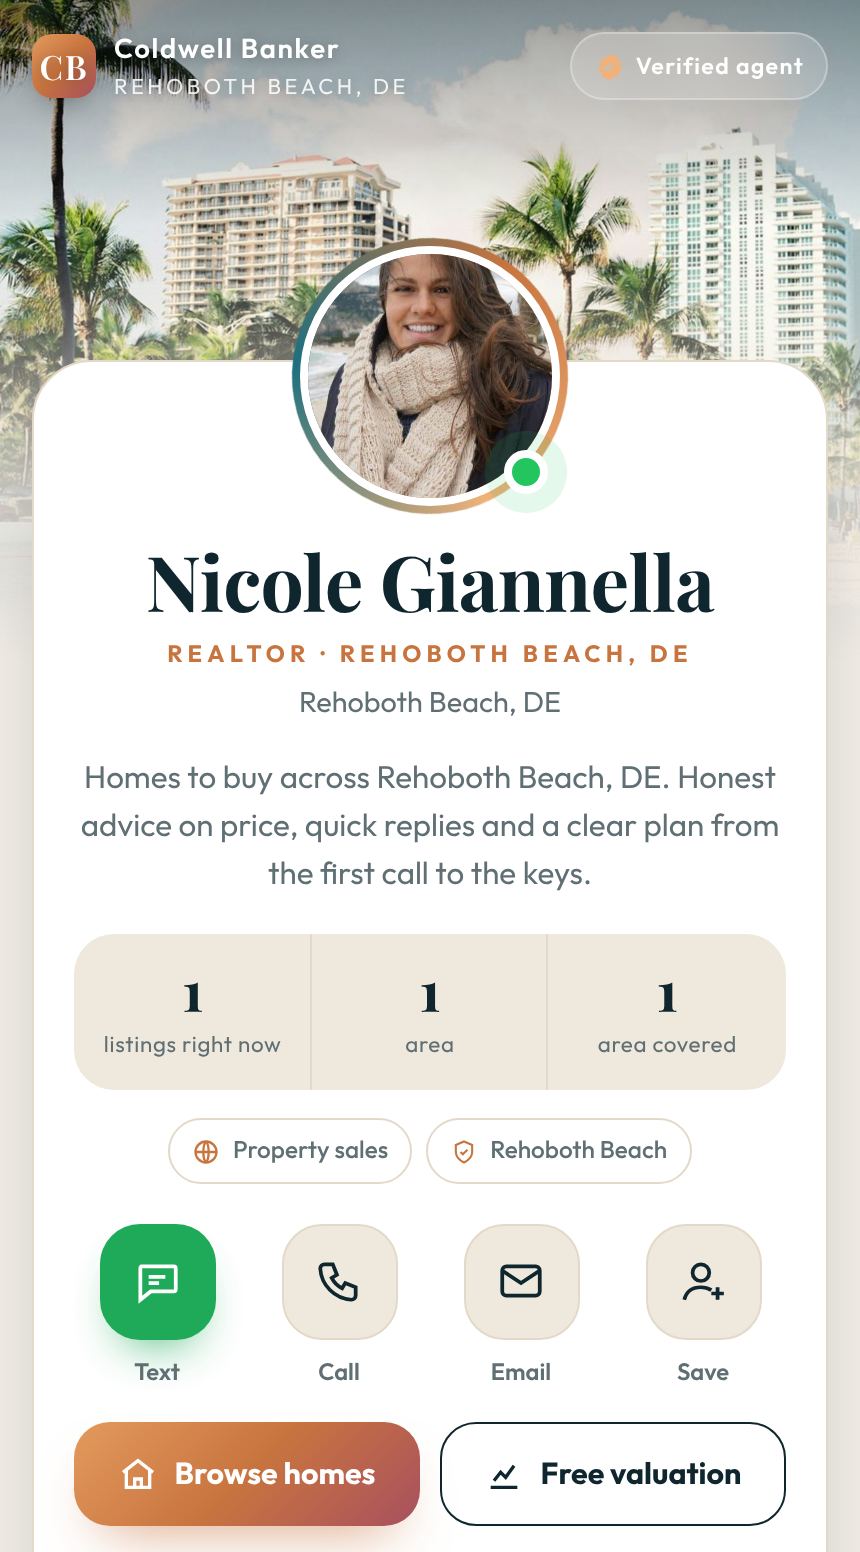 CB
Coldwell Banker
REHOBOTH BEACH, DE
Verified agent
Nicole Giannella
REALTOR · REHOBOTH BEACH, DE
Rehoboth Beach, DE
Homes to buy across Rehoboth Beach, DE. Honest
advice on price, quick replies and a clear plan from
the first call to the keys.
1
listings right now
1
area
1
area covered
Property sales
Rehoboth Beach
Text
Call
Email
Save
Browse homes
Free valuation